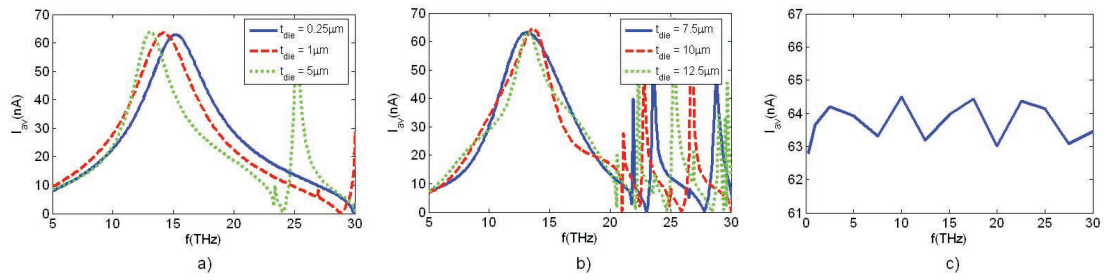 70
60
50
40
30
20
10
0
I_av(nA)
5 10 15 20 25 30
f(THz)
t_die = 0.25μm
t_die = 1μm
t_die = 5μm
a)
70
60
50
40
30
20
10
0
I_av(nA)
5 10 15 20 25 30
f(THz)
t_die = 7.5μm
t_die = 10μm
t_die = 12.5μm
b)
67
66
65
64
63
62
61
I_av(nA)
0 5 10 15 20 25 30
f(THz)
c)